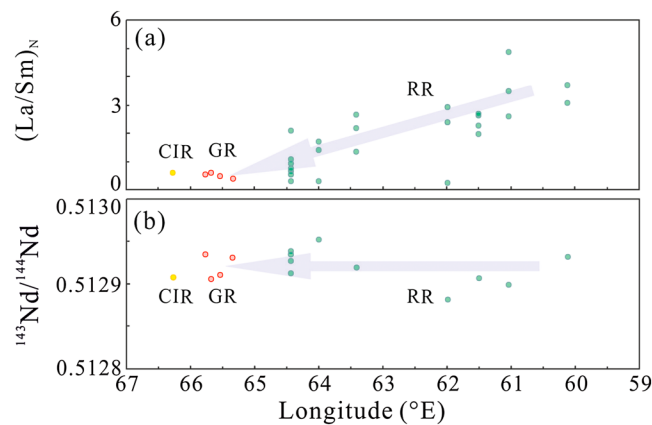 6
(a)
(La/Sm)N
RR
3
CIR
GR
0
0.5130
(b)
143Nd/144Nd
0.5129
CIR
GR
RR
0.5128
67 66 65 64 63 62 61 60 59
Longitude (°E)